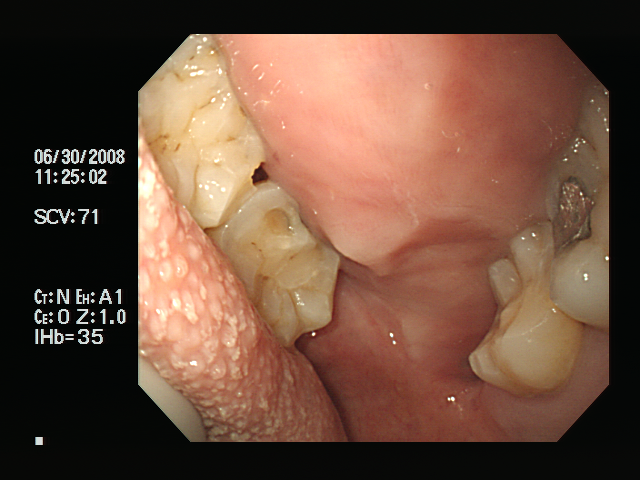 06/30/2008
11:25:02
SCV:71
CT:N EH:A1
CE:0 Z:1.0
IHb=35